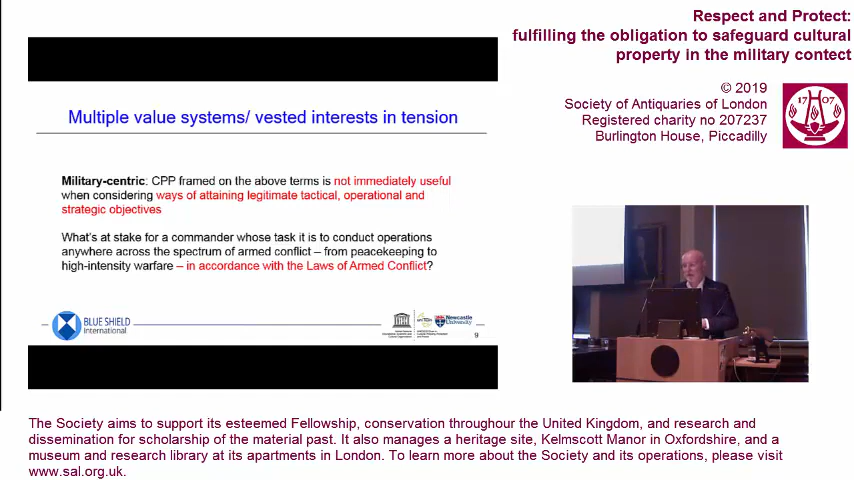 Respect and Protect:
fulfilling the obligation to safeguard cultural
property in the military contect
© 2019
Society of Antiquaries of London
Registered charity no 207237
Burlington House, Piccadilly
17 07
Multiple value systems/ vested interests in tension
Military-centric: CPP framed on the above terms is not immediately useful
when considering ways of attaining legitimate tactical, operational and
strategic objectives
What's at stake for a commander whose task it is to conduct operations
anywhere across the spectrum of armed conflict – from peacekeeping to
high-intensity warfare – in accordance with the Laws of Armed Conflict?
BLUE SHIELD
International
Newcastle
University
9
The Society aims to support its esteemed Fellowship, conservation throughour the United Kingdom, and research and
dissemination for scholarship of the material past. It also manages a heritage site, Kelmscott Manor in Oxfordshire, and a
museum and research library at its apartments in London. To learn more about the Society and its operations, please visit
www.sal.org.uk.